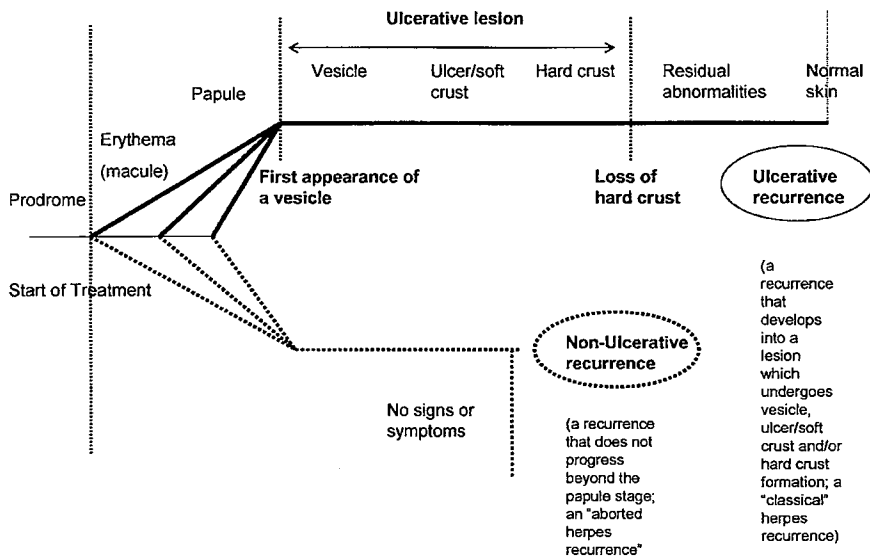 Ulcerative lesion
Vesicle
Ulcer/soft
crust
Hard crust
Residual
abnormalities
Normal
skin
Papule
Erythema
(macule)
First appearance of
a vesicle
Loss of
hard crust
Ulcerative
recurrence
Prodrome
Start of Treatment
(a
recurrence
that
develops
into a
lesion
which
undergoes
vesicle,
ulcer/soft
crust and/or
hard crust
formation; a
"classical"
herpes
recurrence)
Non-Ulcerative
recurrence
No signs or
symptoms
(a recurrence
that does not
progress
beyond the
papule stage;
an "aborted
herpes
recurrence"